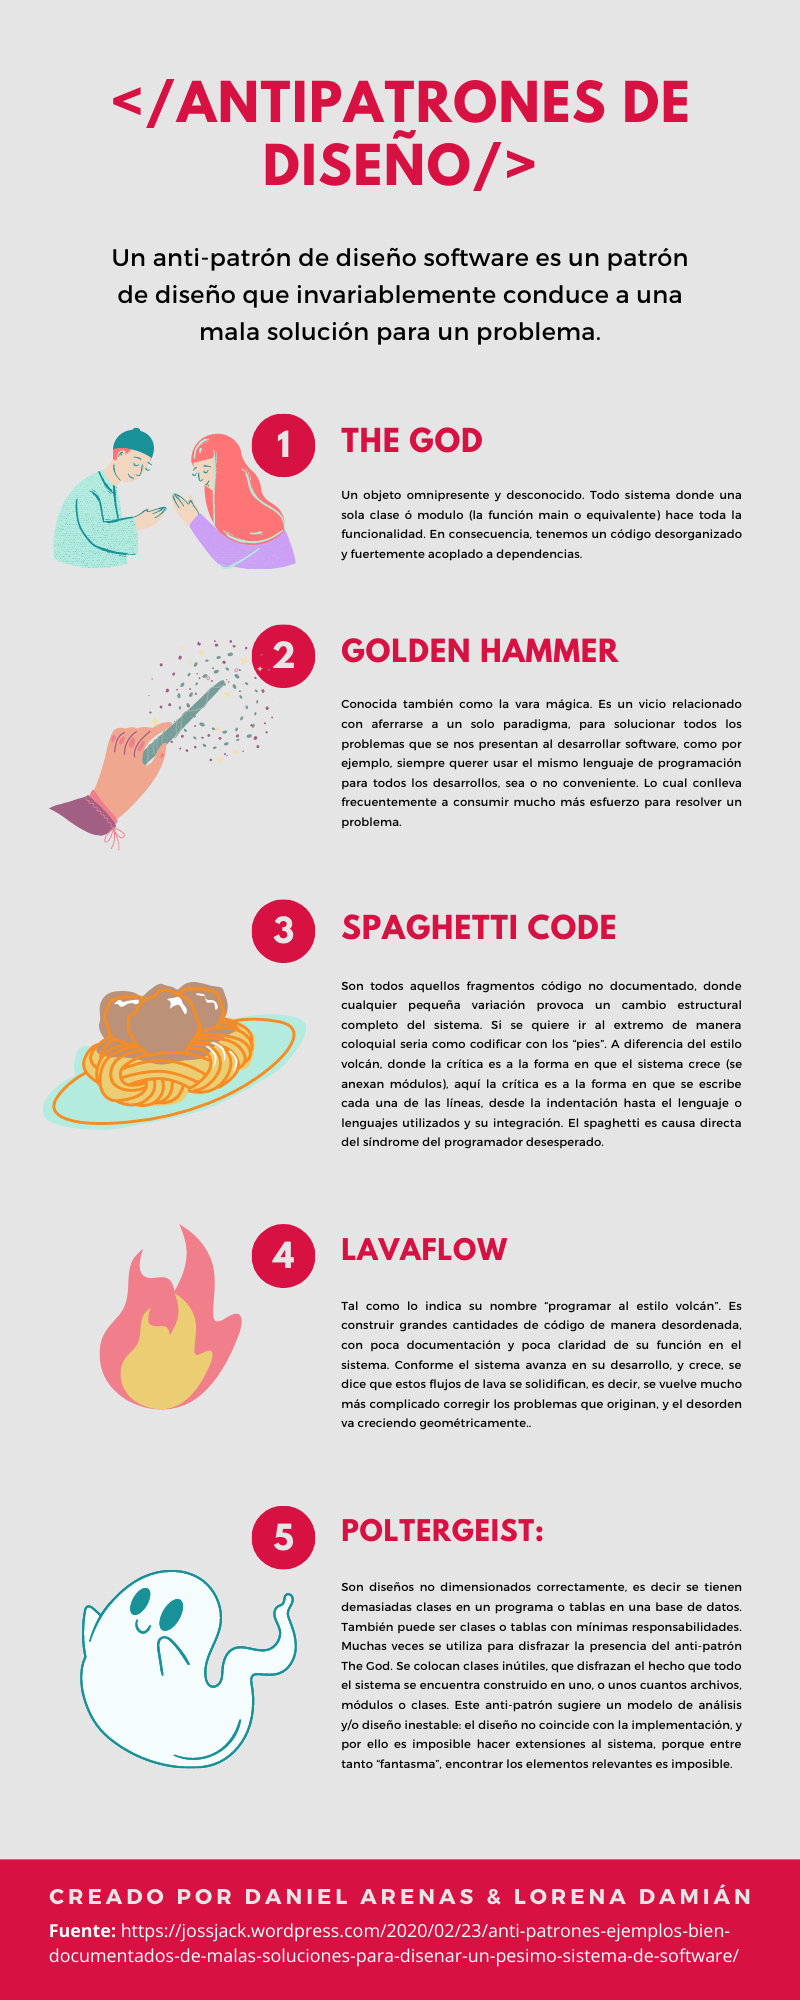 </ANTIPATRONES DE
DISEÑO/>
Un anti-patrón de diseño software es un patrón
de diseño que invariablemente conduce a una
mala solución para un problema.
1
THE GOD
Un objeto omnipresente y desconocido. Todo sistema donde una
sola clase ó modulo (la función main o equivalente) hace toda la
funcionalidad. En consecuencia, tenemos un código desorganizado
y fuertemente acoplado a dependencias.
2
GOLDEN HAMMER
Conocida también como la vara mágica. Es un vicio relacionado
con aferrarse a un solo paradigma, para solucionar todos los
problemas que se nos presentan al desarrollar software, como por
ejemplo, siempre querer usar el mismo lenguaje de programación
para todos los desarrollos, sea o no conveniente. Lo cual conlleva
frecuentemente a consumir mucho más esfuerzo para resolver un
problema.
3
SPAGHETTI CODE
Son todos aquellos fragmentos código no documentado, donde
cualquier pequeña variación provoca un cambio estructural
completo del sistema. Si se quiere ir al extremo de manera
coloquial seria como codificar con los "pies". A diferencia del estilo
volcán, donde la crítica es a la forma en que el sistema crece (se
anexan módulos), aquí la crítica es a la forma en que se escribe
cada una de las líneas, desde la indentación hasta el lenguaje o
lenguajes utilizados y su integración. El spaghetti es causa directa
del síndrome del programador desesperado.
4
LAVAFLOW
Tal como lo indica su nombre "programar al estilo volcán". Es
construir grandes cantidades de código de manera desordenada,
con poca documentación y poca claridad de su función en el
sistema. Conforme el sistema avanza en su desarrollo, y crece, se
dice que estos flujos de lava se solidifican, es decir, se vuelve mucho
más complicado corregir los problemas que originan, y el desorden
va creciendo geométricamente..
5
POLTERGEIST:
Son diseños no dimensionados correctamente, es decir se tienen
demasiadas clases en un programa o tablas en una base de datos.
También puede ser clases o tablas con mínimas responsabilidades.
Muchas veces se utiliza para disfrazar la presencia del anti-patrón
The God. Se colocan clases inútiles, que disfrazan el hecho que todo
el sistema se encuentra construido en uno, o unos cuantos archivos,
módulos o clases. Este anti-patrón sugiere un modelo de análisis
y/o diseño inestable: el diseño no coincide con la implementación, y
por ello es imposible hacer extensiones al sistema, porque entre
tanto "fantasma", encontrar los elementos relevantes es imposible.
CREADO POR DANIEL ARENAS & LORENA DAMIÁN
Fuente: https://jossjack.wordpress.com/2020/02/23/anti-patrones-ejemplos-bien-
documentados-de-malas-soluciones-para-disenar-un-pesimo-sistema-de-software/